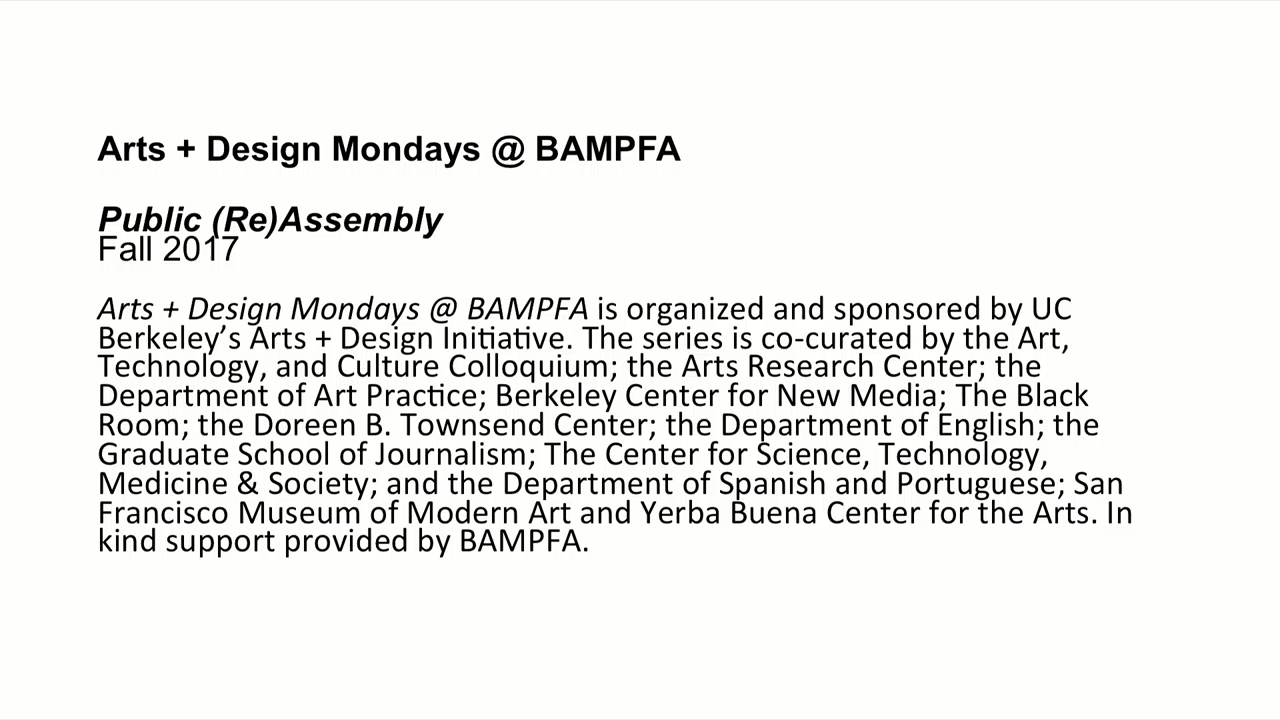 Arts + Design Mondays @ BAMPFA
Public (Re)Assembly
Fall 2017
Arts + Design Mondays @ BAMPFA is organized and sponsored by UC
Berkeley’s Arts + Design Initiative. The series is co-curated by the Art,
Technology, and Culture Colloquium; the Arts Research Center; the
Department of Art Practice; Berkeley Center for New Media; The Black
Room; the Doreen B. Townsend Center; the Department of English; the
Graduate School of Journalism; The Center for Science, Technology,
Medicine & Society; and the Department of Spanish and Portuguese; San
Francisco Museum of Modern Art and Yerba Buena Center for the Arts. In
kind support provided by BAMPFA.